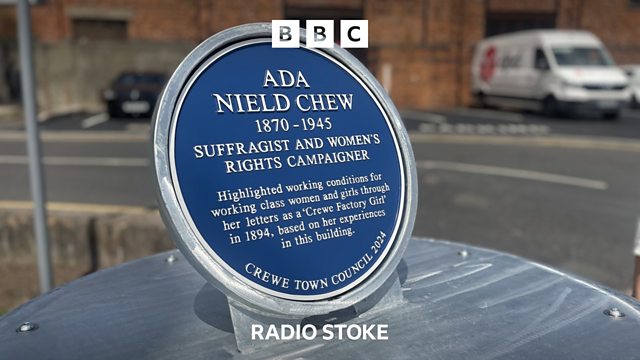 BBC
ADA
NIELD CHEW
1870-1945
SUFFRAGIST AND WOMEN'S
RIGHTS CAMPAIGNER
Highlighted working conditions for
working class women and girls through
her letters as a 'Crewe Factory Girl'
in 1894, based on her experiences
in this building.
CREWE TOWN COUNCIL 2024
RADIO STOKE